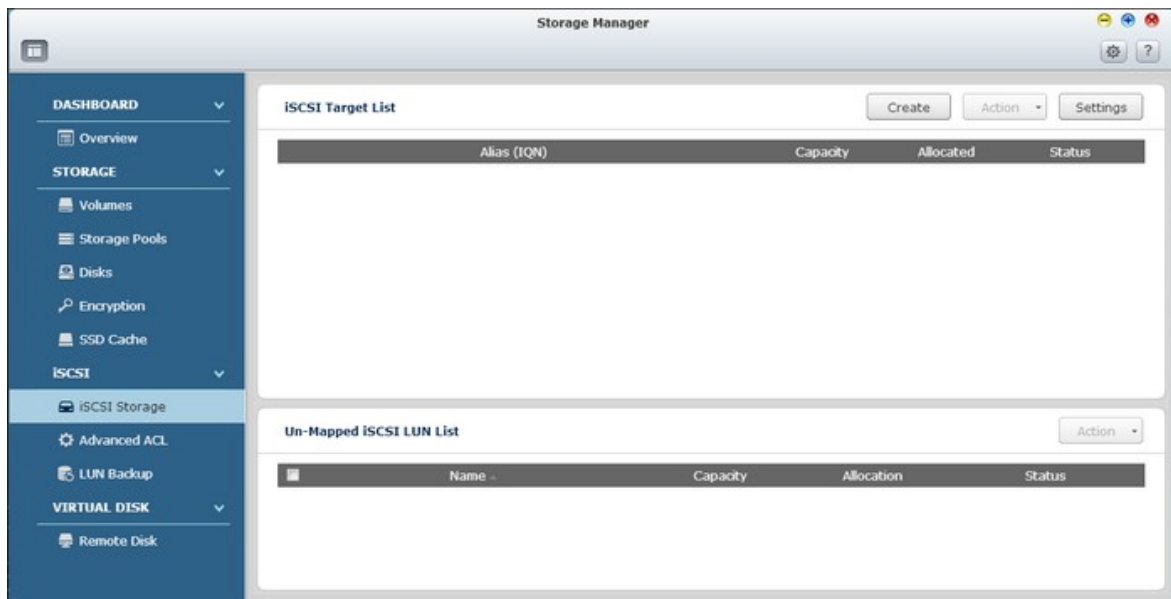 Storage Manager
?
DASHBOARD
Overview
STORAGE
Volumes
Storage Pools
Disks
Encryption
SSD Cache
iSCSI
iSCSI Storage
Advanced ACL
LUN Backup
VIRTUAL DISK
Remote Disk
iSCSI Target List
Create Action Settings
Alias (IQN) Capacity Allocated Status
Un-Mapped iSCSI LUN List
Action
Name Capacity Allocation Status